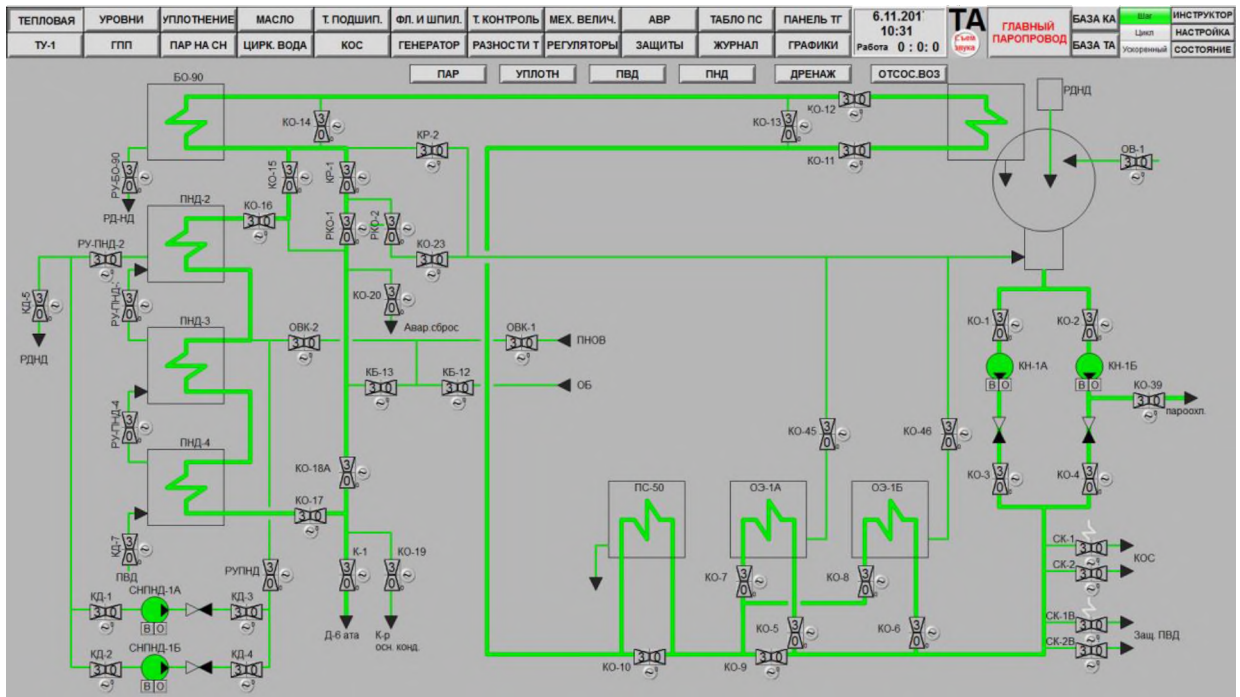 ТЕПЛОВАЯ УРОВНИ УПЛОТНЕНИЕ МАСЛО Т. ПОДШИП. ФЛ. И ШПИЛ. Т. КОНТРОЛЬ МЕХ. ВЕЛИЧ. АВР ТАБЛО ПС ПАНЕЛЬ ТГ
6.11.201
10:31
Работа 0 : 0: 0
ТА
Съем
звука
ГЛАВНЫЙ
ПАРОПРОВОД
БАЗА КА
БАЗА ТА
Шаг
Цикл
Ускоренный
ИНСТРУКТОР
НАСТРОЙКА
СОСТОЯНИЕ
ТУ-1 ГПП ПАР НА СН ЦИРК. ВОДА КОС ГЕНЕРАТОР РАЗНОСТИ Т РЕГУЛЯТОРЫ ЗАЩИТЫ ЖУРНАЛ ГРАФИКИ
ПАР УПЛОТН ПВД ПНД ДРЕНАЖ ОТСОС.ВОЗ
БО-90
РДНД
КО-12
КО-14
КО-13
КР-2
КО-11
ОВ-1
РУ-БО-90
КО-15
КР-1
РД-НД
ПНД-2
КО-16
РКО-1
РКО-2
РУ-ПНД-2
КО-23
КД-5
КО-20
ПНД-3
Авар.сброс
ОВК-2
ОВК-1
ПНОВ
КО-1
КО-2
РДНД
КН-1А
КН-1Б
В О
В О
КБ-13
КБ-12
ОБ
КО-39
пароохл.
РУ-ПНД-4
ПНД-4
КО-45
КО-46
КО-18А
КО-3
КО-4
КО-17
ПС-50
ОЭ-1А
ОЭ-1Б
КД-7
ПВД
К-1
КО-19
РУПНД
СК-1
СК-2
КОС
КО-7
КО-8
СНПНД-1А
КД-1
КД-3
В О
СК-1В
СК-2В
Защ. ПВД
Д-6 ата
К-р
осн. конд.
КО-5
КО-6
СНПНД-1Б
КД-2
КД-4
В О
КО-10
КО-9